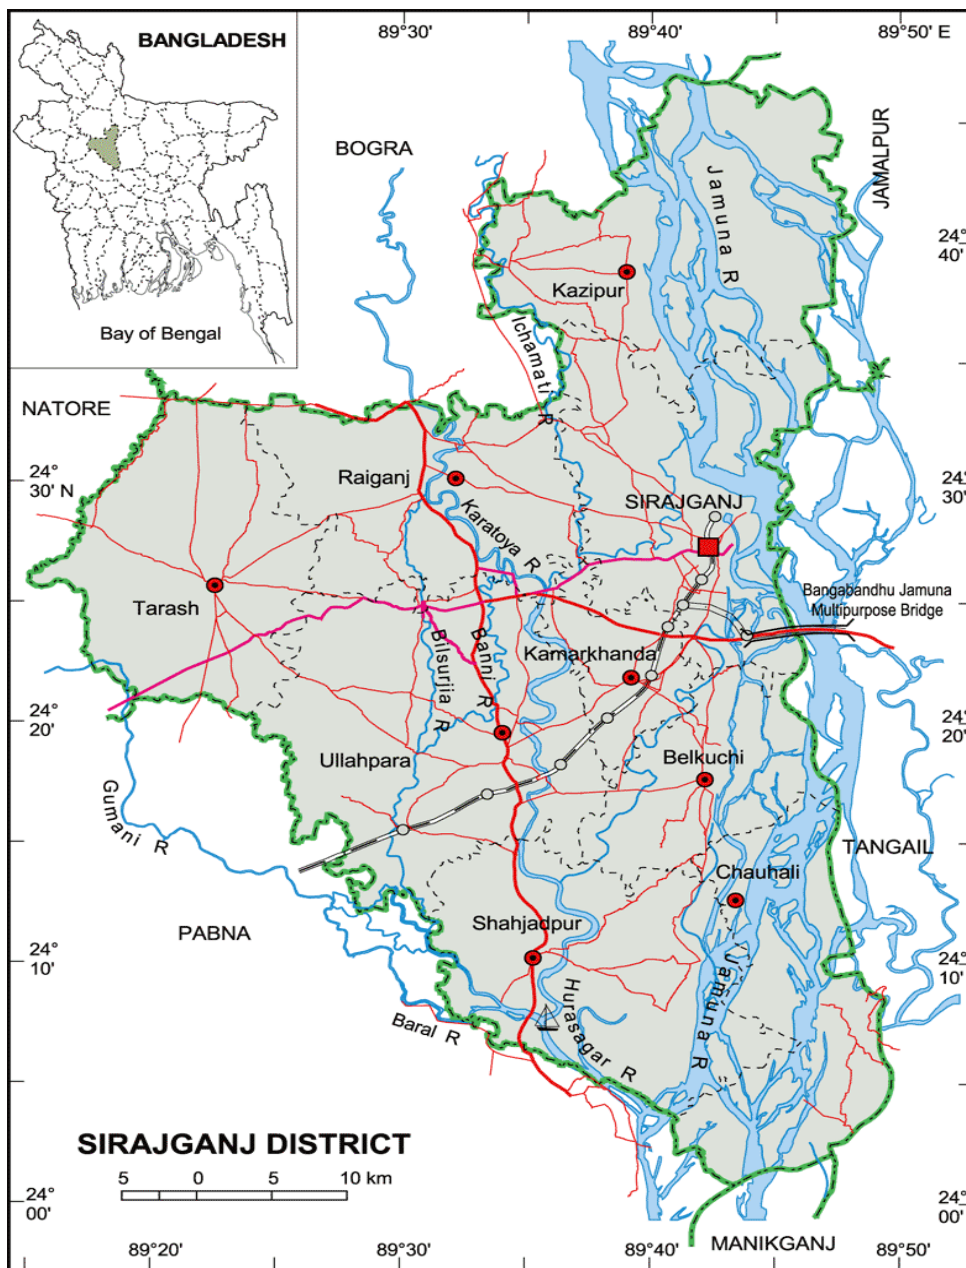 89°30'
89°40'
89°50' E
BANGLADESH
Bay of Bengal
BOGRA
JAMALPUR
Jamuna R
24°
40'
24°
40'
Kazipur
Ichamati R
NATORE
Raiganj
24°
30' N
24°
30'
SIRAJGANJ
Karatoya R
Tarash
Bangabandhu Jamuna
Multipurpose Bridge
Bilsurjia R
Banni R
Kamarkhanda
24°
20'
24°
20'
Ullahpara
Belkuchi
Gumani R
TANGAIL
Chauhali
Shahjadpur
PABNA
24°
10'
24°
10'
Jamuna R
Hurasagar R
Baral R
SIRAJGANJ DISTRICT
5 0 5 10 km
24°
00'
24°
00'
MANIKGANJ
89°20'
89°30'
89°40'
89°50'